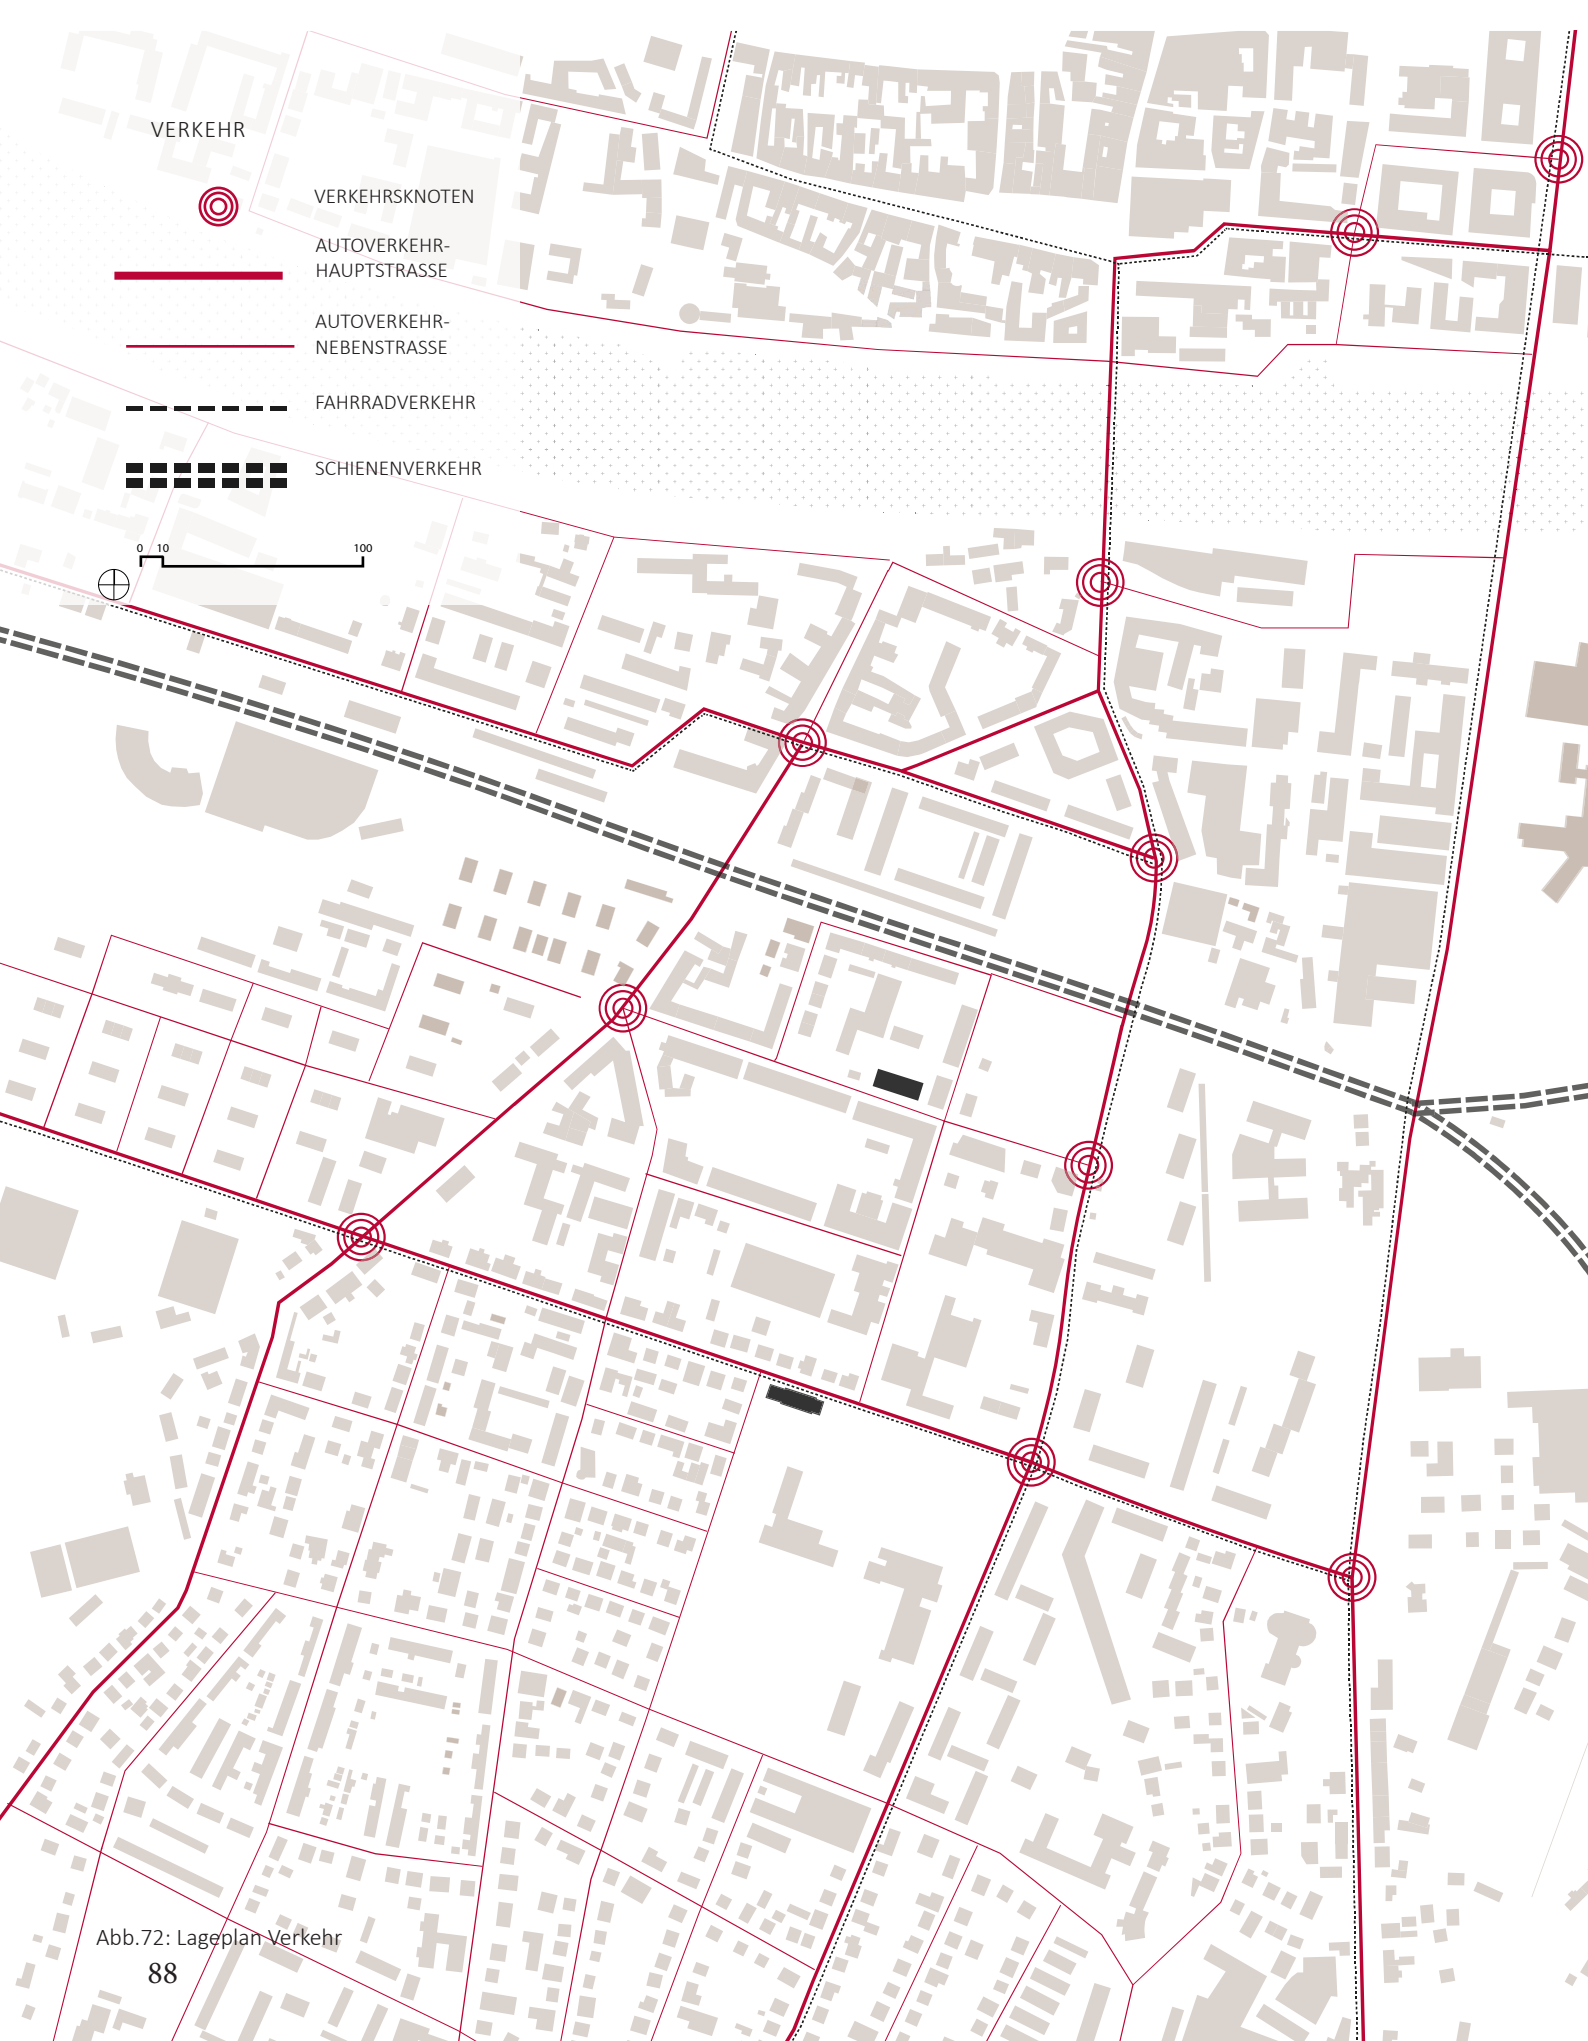 VERKEHR
VERKEHRSKNOTEN
AUTOVERKEHR-
HAUPTSTRASSE
AUTOVERKEHR-
NEBENSTRASSE
FAHRRADVERKEHR
SCHIENENVERKEHR
0 10 100
Abb.72: Lageplan Verkehr
88